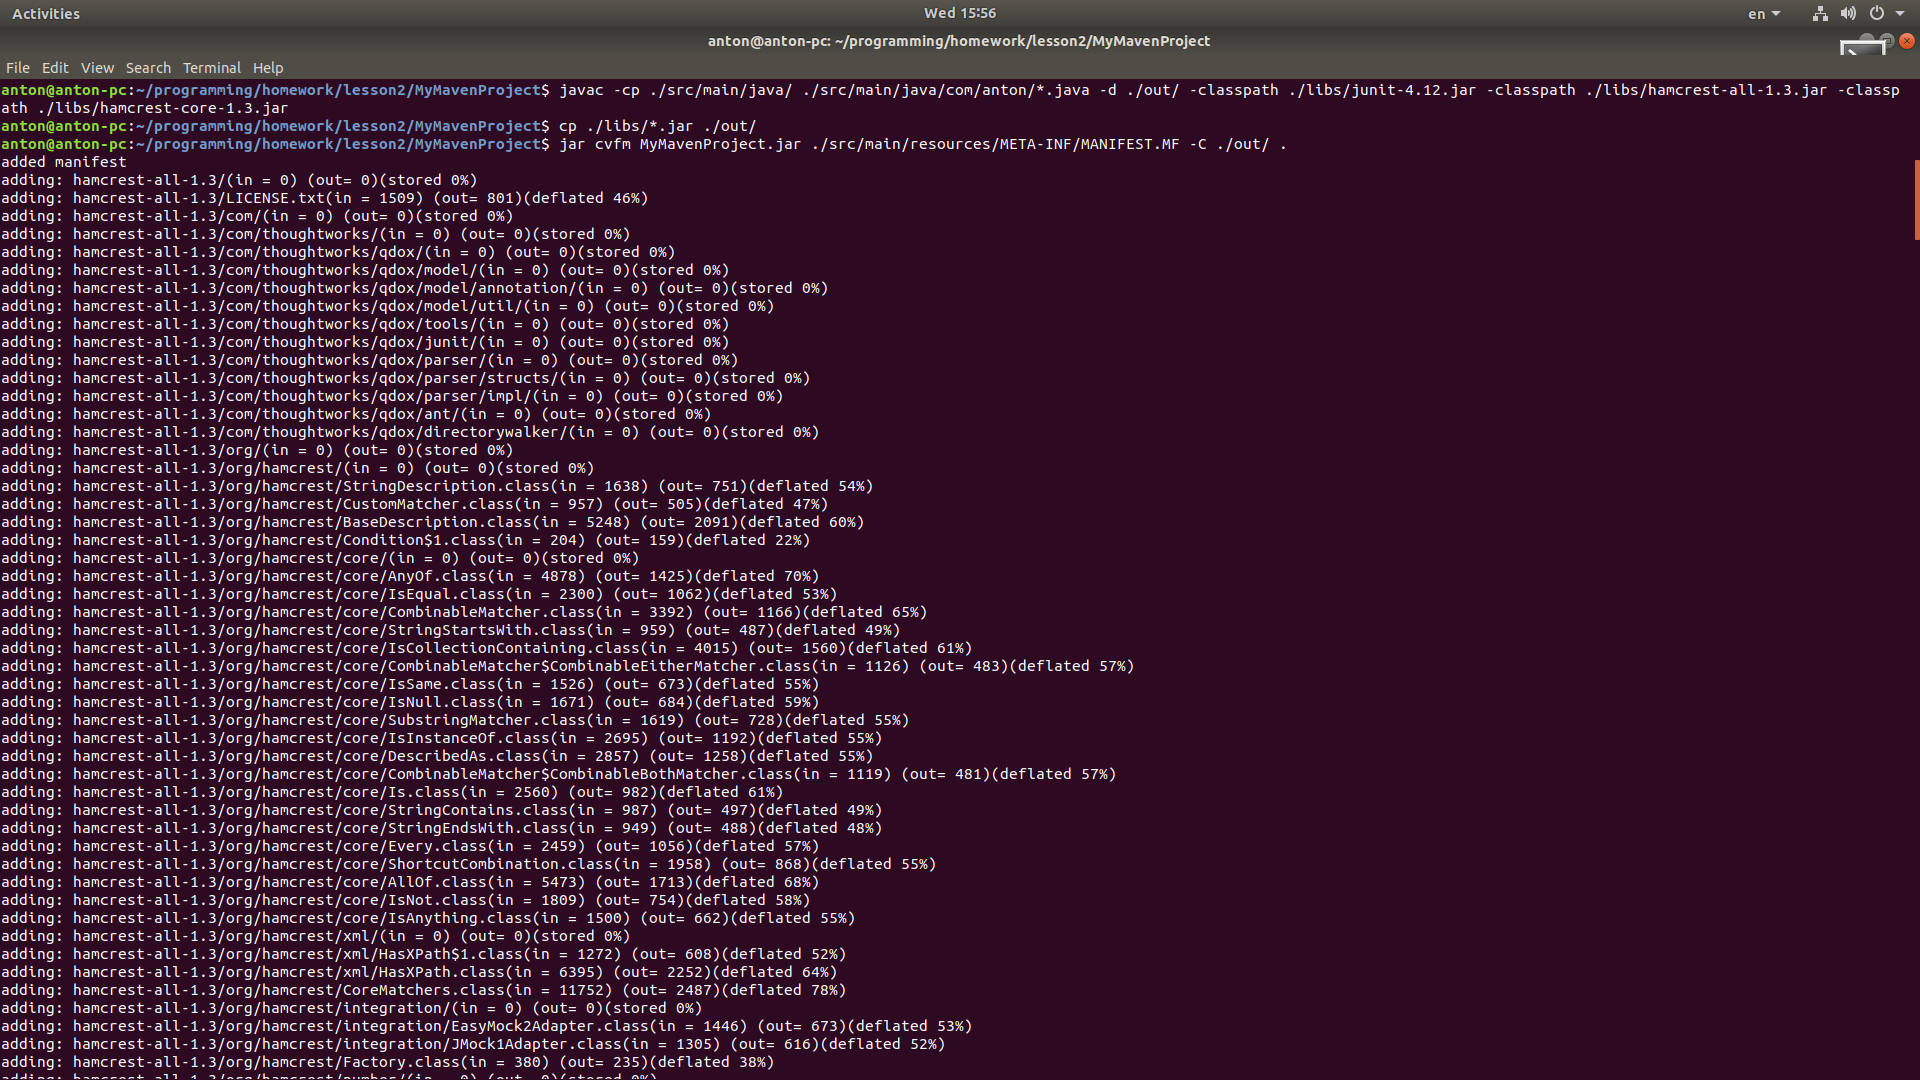 Activities
Wed 15:56
en
anton@anton-pc: ~/programming/homework/lesson2/MyMavenProject
File Edit View Search Terminal Help
anton@anton-pc:~/programming/homework/lesson2/MyMavenProject$ javac -cp ./src/main/java/ ./src/main/java/com/anton/*.java -d ./out/ -classpath ./libs/junit-4.12.jar -classpath ./libs/hamcrest-all-1.3.jar -classp
ath ./libs/hamcrest-core-1.3.jar
anton@anton-pc:~/programming/homework/lesson2/MyMavenProject$ cp ./libs/*.jar ./out/
anton@anton-pc:~/programming/homework/lesson2/MyMavenProject$ jar cvfm MyMavenProject.jar ./src/main/resources/META-INF/MANIFEST.MF -C ./out/ .
added manifest
adding: hamcrest-all-1.3/(in = 0) (out= 0)(stored 0%)
adding: hamcrest-all-1.3/LICENSE.txt(in = 1509) (out= 801)(deflated 46%)
adding: hamcrest-all-1.3/com/(in = 0) (out= 0)(stored 0%)
adding: hamcrest-all-1.3/com/thoughtworks/(in = 0) (out= 0)(stored 0%)
adding: hamcrest-all-1.3/com/thoughtworks/qdox/(in = 0) (out= 0)(stored 0%)
adding: hamcrest-all-1.3/com/thoughtworks/qdox/model/(in = 0) (out= 0)(stored 0%)
adding: hamcrest-all-1.3/com/thoughtworks/qdox/model/annotation/(in = 0) (out= 0)(stored 0%)
adding: hamcrest-all-1.3/com/thoughtworks/qdox/model/util/(in = 0) (out= 0)(stored 0%)
adding: hamcrest-all-1.3/com/thoughtworks/qdox/tools/(in = 0) (out= 0)(stored 0%)
adding: hamcrest-all-1.3/com/thoughtworks/qdox/junit/(in = 0) (out= 0)(stored 0%)
adding: hamcrest-all-1.3/com/thoughtworks/qdox/parser/(in = 0) (out= 0)(stored 0%)
adding: hamcrest-all-1.3/com/thoughtworks/qdox/parser/structs/(in = 0) (out= 0)(stored 0%)
adding: hamcrest-all-1.3/com/thoughtworks/qdox/parser/impl/(in = 0) (out= 0)(stored 0%)
adding: hamcrest-all-1.3/com/thoughtworks/qdox/ant/(in = 0) (out= 0)(stored 0%)
adding: hamcrest-all-1.3/com/thoughtworks/qdox/directorywalker/(in = 0) (out= 0)(stored 0%)
adding: hamcrest-all-1.3/org/(in = 0) (out= 0)(stored 0%)
adding: hamcrest-all-1.3/org/hamcrest/(in = 0) (out= 0)(stored 0%)
adding: hamcrest-all-1.3/org/hamcrest/StringDescription.class(in = 1638) (out= 751)(deflated 54%)
adding: hamcrest-all-1.3/org/hamcrest/CustomMatcher.class(in = 957) (out= 505)(deflated 47%)
adding: hamcrest-all-1.3/org/hamcrest/BaseDescription.class(in = 5248) (out= 2091)(deflated 60%)
adding: hamcrest-all-1.3/org/hamcrest/Condition$1.class(in = 204) (out= 159)(deflated 22%)
adding: hamcrest-all-1.3/org/hamcrest/core/(in = 0) (out= 0)(stored 0%)
adding: hamcrest-all-1.3/org/hamcrest/core/AnyOf.class(in = 4878) (out= 1425)(deflated 70%)
adding: hamcrest-all-1.3/org/hamcrest/core/IsEqual.class(in = 2300) (out= 1062)(deflated 53%)
adding: hamcrest-all-1.3/org/hamcrest/core/CombinableMatcher.class(in = 3392) (out= 1166)(deflated 65%)
adding: hamcrest-all-1.3/org/hamcrest/core/StringStartsWith.class(in = 959) (out= 487)(deflated 49%)
adding: hamcrest-all-1.3/org/hamcrest/core/IsCollectionContaining.class(in = 4015) (out= 1560)(deflated 61%)
adding: hamcrest-all-1.3/org/hamcrest/core/CombinableMatcher$CombinableEitherMatcher.class(in = 1126) (out= 483)(deflated 57%)
adding: hamcrest-all-1.3/org/hamcrest/core/IsSame.class(in = 1526) (out= 673)(deflated 55%)
adding: hamcrest-all-1.3/org/hamcrest/core/IsNull.class(in = 1671) (out= 684)(deflated 59%)
adding: hamcrest-all-1.3/org/hamcrest/core/SubstringMatcher.class(in = 1619) (out= 728)(deflated 55%)
adding: hamcrest-all-1.3/org/hamcrest/core/IsInstanceOf.class(in = 2695) (out= 1192)(deflated 55%)
adding: hamcrest-all-1.3/org/hamcrest/core/DescribedAs.class(in = 2857) (out= 1258)(deflated 55%)
adding: hamcrest-all-1.3/org/hamcrest/core/CombinableMatcher$CombinableBothMatcher.class(in = 1119) (out= 481)(deflated 57%)
adding: hamcrest-all-1.3/org/hamcrest/core/Is.class(in = 2560) (out= 982)(deflated 61%)
adding: hamcrest-all-1.3/org/hamcrest/core/StringContains.class(in = 987) (out= 497)(deflated 49%)
adding: hamcrest-all-1.3/org/hamcrest/core/StringEndsWith.class(in = 949) (out= 488)(deflated 48%)
adding: hamcrest-all-1.3/org/hamcrest/core/Every.class(in = 2459) (out= 1056)(deflated 57%)
adding: hamcrest-all-1.3/org/hamcrest/core/ShortcutCombination.class(in = 1958) (out= 868)(deflated 55%)
adding: hamcrest-all-1.3/org/hamcrest/core/AllOf.class(in = 5473) (out= 1713)(deflated 68%)
adding: hamcrest-all-1.3/org/hamcrest/core/IsNot.class(in = 1809) (out= 754)(deflated 58%)
adding: hamcrest-all-1.3/org/hamcrest/core/IsAnything.class(in = 1500) (out= 662)(deflated 55%)
adding: hamcrest-all-1.3/org/hamcrest/xml/(in = 0) (out= 0)(stored 0%)
adding: hamcrest-all-1.3/org/hamcrest/xml/HasXPath$1.class(in = 1272) (out= 608)(deflated 52%)
adding: hamcrest-all-1.3/org/hamcrest/xml/HasXPath.class(in = 6395) (out= 2252)(deflated 64%)
adding: hamcrest-all-1.3/org/hamcrest/CoreMatchers.class(in = 11752) (out= 2487)(deflated 78%)
adding: hamcrest-all-1.3/org/hamcrest/integration/(in = 0) (out= 0)(stored 0%)
adding: hamcrest-all-1.3/org/hamcrest/integration/EasyMock2Adapter.class(in = 1446) (out= 673)(deflated 53%)
adding: hamcrest-all-1.3/org/hamcrest/integration/JMock1Adapter.class(in = 1305) (out= 616)(deflated 52%)
adding: hamcrest-all-1.3/org/hamcrest/Factory.class(in = 380) (out= 235)(deflated 38%)
adding: hamcrest-all-1.3/org/hamcrest/number/(in = 0) (out= 0)(stored 0%)